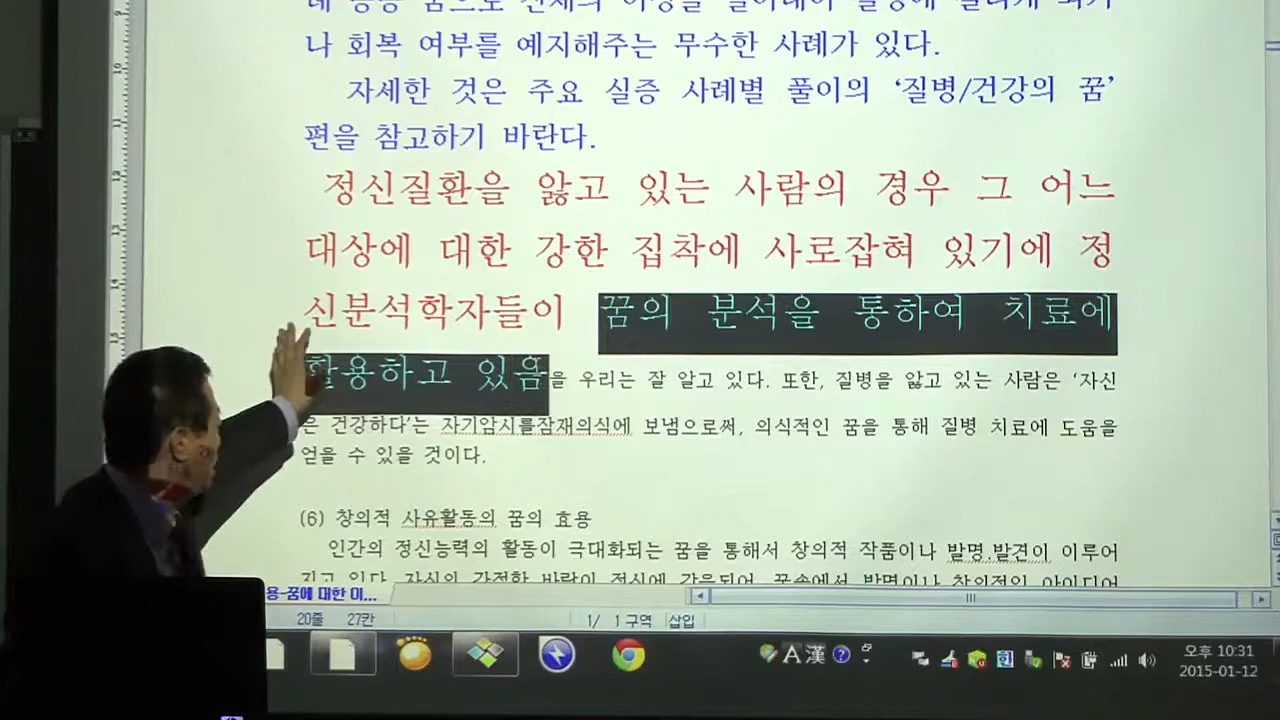 나 회복 여부를 예지해주는 무수한 사례가 있다.
자세한 것은 주요 실증 사례별 풀이의 ‘질병/건강의 꿈’
편을 참고하기 바란다.
정신질환을 앓고 있는 사람의 경우 그 어느
대상에 대한 강한 집착에 사로잡혀 있기에 정
신분석학자들이 꿈의 분석을 통하여 치료에
활용하고 있음을 우리는 잘 알고 있다. 또한, 질병을 앓고 있는 사람은 ‘자신
은 건강하다’는 자기암시를잠재의식에 보냄으로써, 의식적인 꿈을 통해 질병 치료에 도움을
얻을 수 있을 것이다.
(6) 창의적 사유활동의 꿈의 효용
인간의 정신능력의 활동이 극대화되는 꿈을 통해서 창의적 작품이나 발명.발견이 이루어
용-꿈에 대한 이...
20줄 27칸 1/ 1 구역 삽입
A 漢 한 오후 10:31
2015-01-12